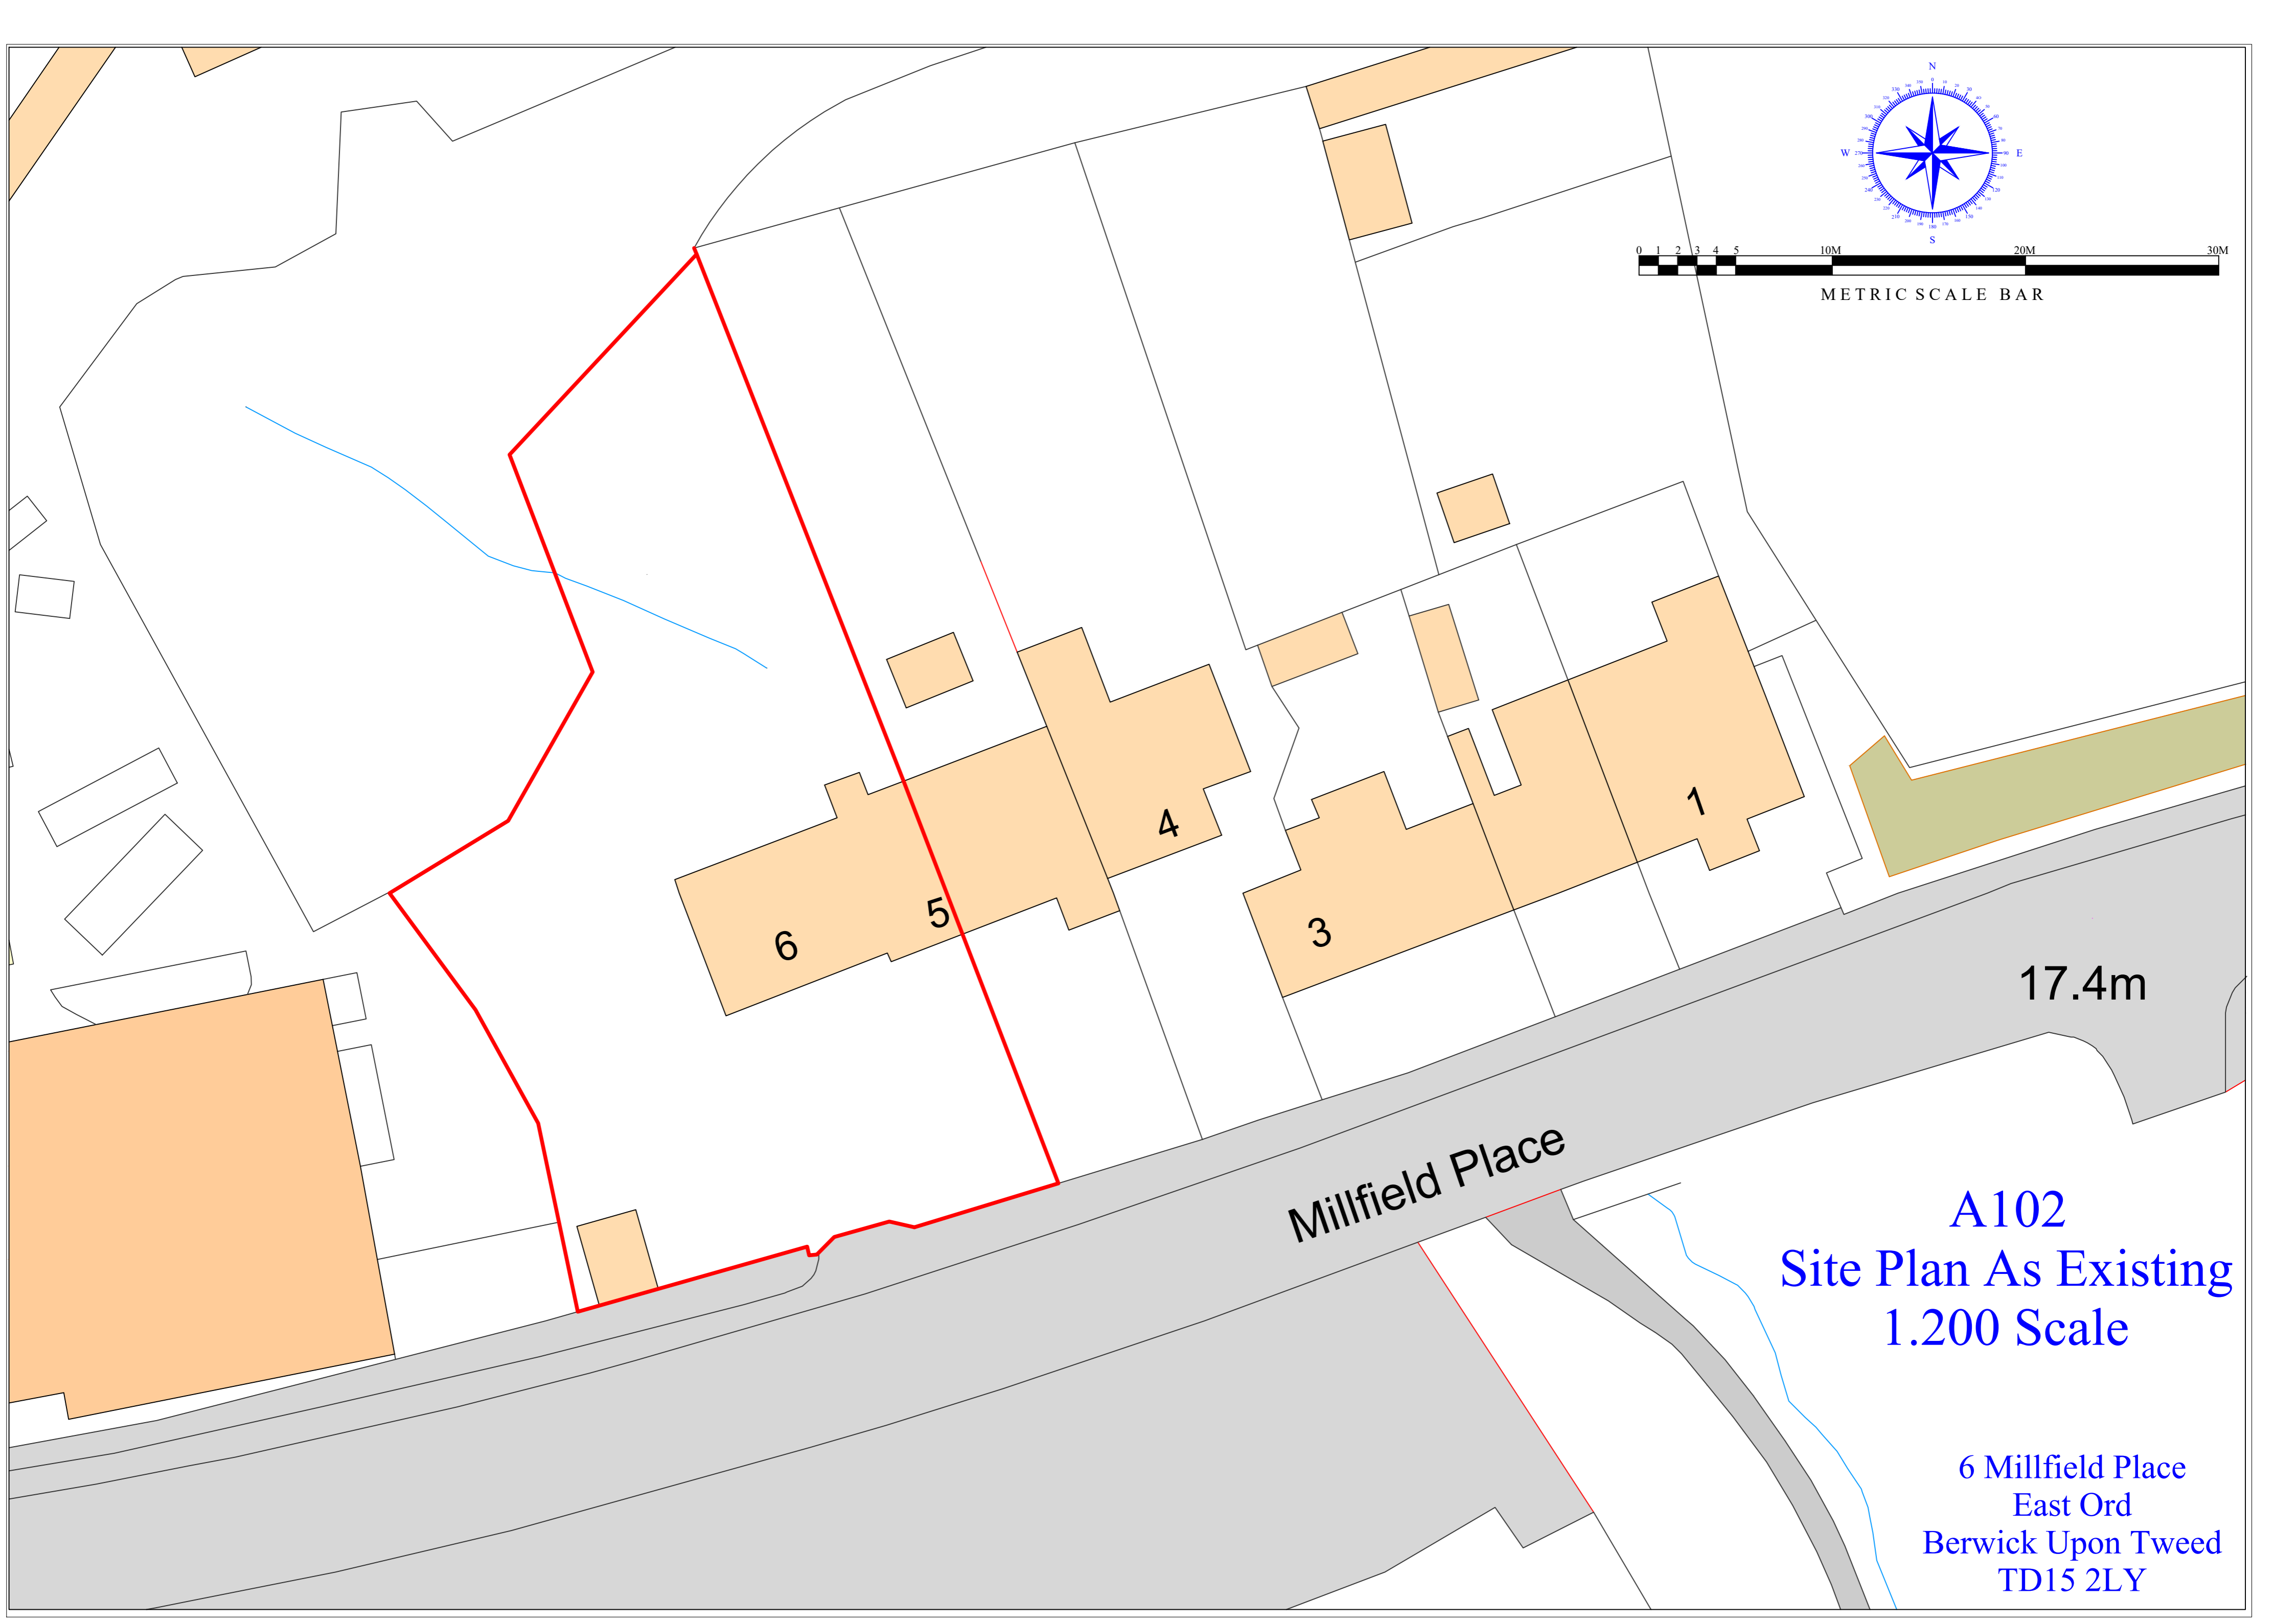 N
W
E
S
0 1 2 3 4 5 10M 20M 30M
METRIC SCALE BAR
4
1
5
6
3
17.4m
Millfield Place
A102
Site Plan As Existing
1.200 Scale
6 Millfield Place
East Ord
Berwick Upon Tweed
TD15 2LY